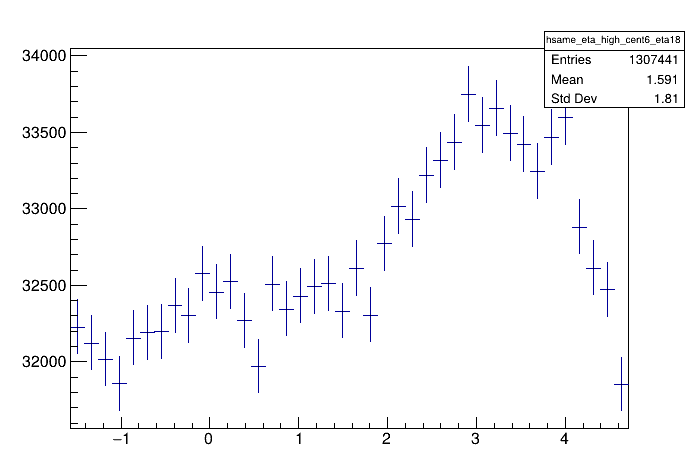 hsame_eta_high_cent6_eta18
Entries 1307441
Mean 1.591
Std Dev 1.81
34000
33500
33000
32500
32000
−1 0 1 2 3 4